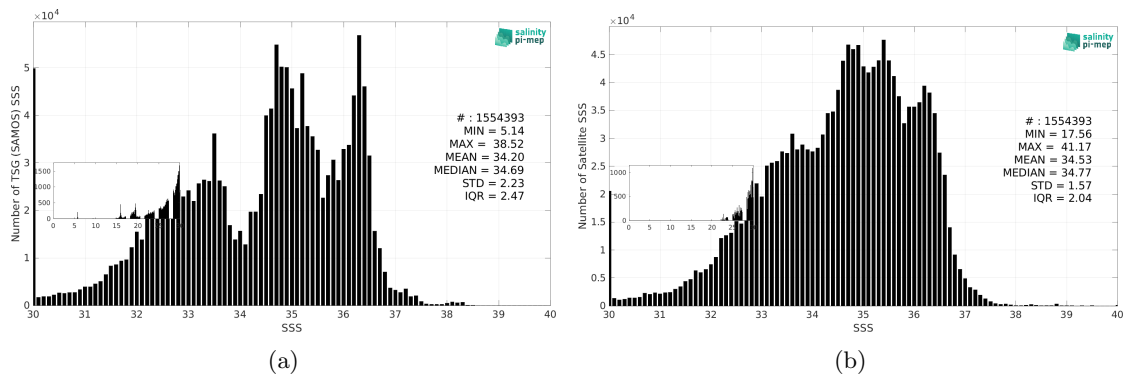 ×10⁴
salinity
pi-mep
Number of TSG (SAMOS) SSS
# : 1554393
MIN = 5.14
MAX = 38.52
MEAN = 34.20
MEDIAN = 34.69
STD = 2.23
IQR = 2.47
5
4
3
2
1
0
1500
1000
500
0
0 5 10 15 20 25
30 31 32 33 34 35 36 37 38 39 40
SSS
(a)
×10⁴
salinity
pi-mep
Number of Satellite SSS
# : 1554393
MIN = 17.56
MAX = 41.17
MEAN = 34.53
MEDIAN = 34.77
STD = 1.57
IQR = 2.04
4.5
4
3.5
3
2.5
2
1.5
1
0.5
0
1000
500
0
0 5 10 15 20 25
30 31 32 33 34 35 36 37 38 39 40
SSS
(b)